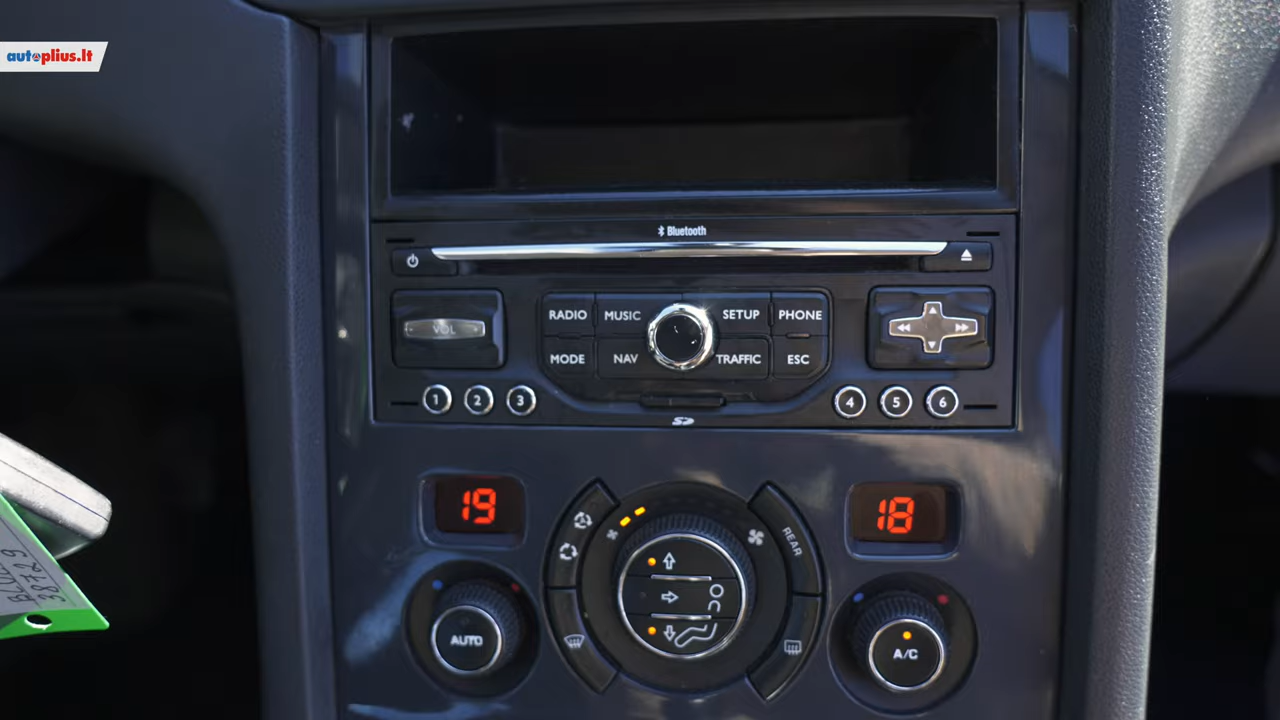 autoplius.lt
Bluetooth
VOL
RADIO MUSIC SETUP PHONE
MODE NAV TRAFFIC ESC
1 2 3 4 5 6
SD
19 18
REAR
AUTO A/C